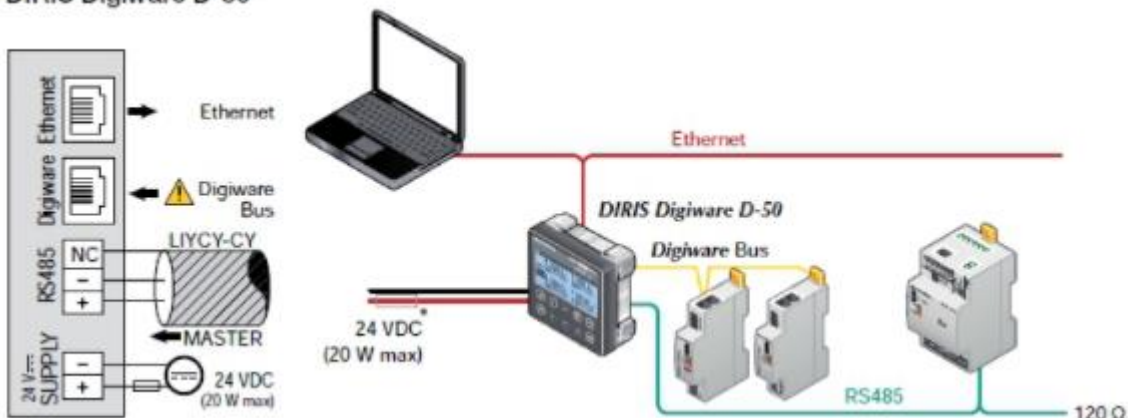 DIRIS Digiware D-50
Ethernet
Ethernet
Digiware
Digiware
Bus
RS485
NC
−
+
LIYCY-CY
MASTER
24 V⎓
SUPPLY
−
+
24 VDC
(20 W max)
Ethernet
DIRIS Digiware D-50
Digiware Bus
24 VDC *
(20 W max)
RS485
120 Ω